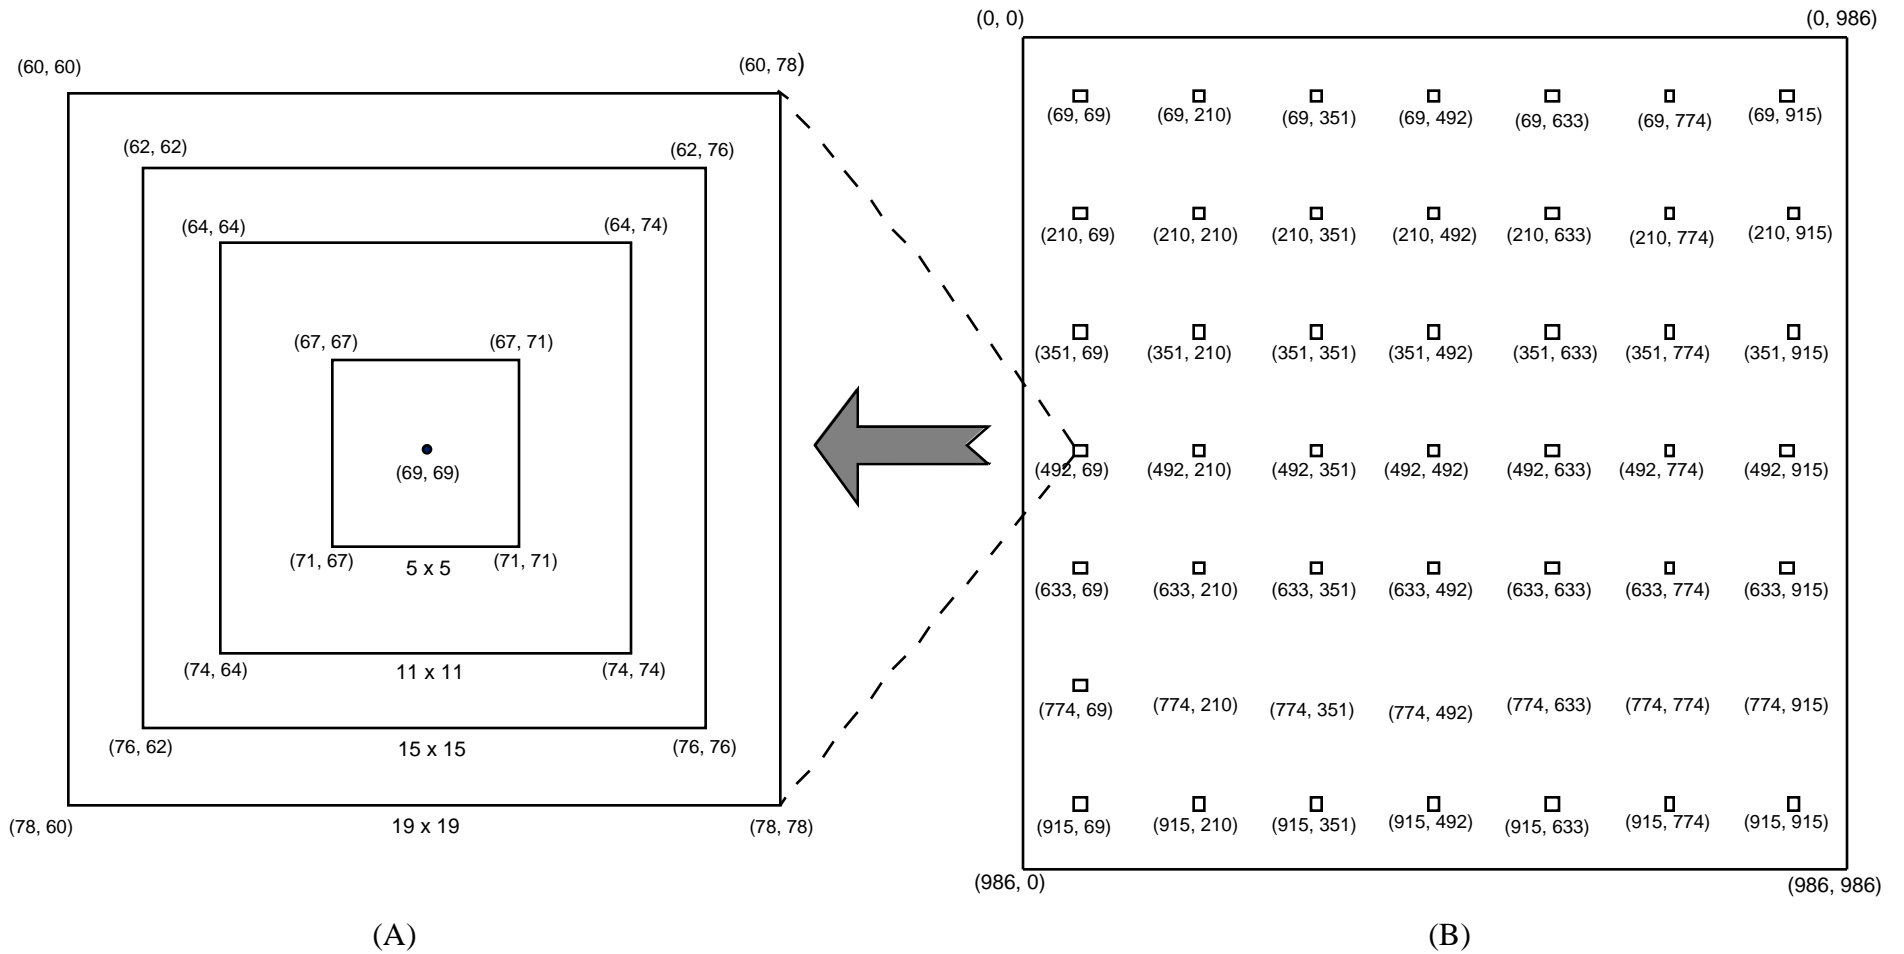 (60, 60)
(60, 78)
(62, 62)
(62, 76)
(64, 64)
(64, 74)
(67, 67)
(67, 71)
(69, 69)
(71, 67)
5 x 5
(71, 71)
(74, 64)
11 x 11
(74, 74)
(76, 62)
15 x 15
(76, 76)
(78, 60)
19 x 19
(78, 78)
(A)
(0, 0)
(0, 986)
(69, 69) (69, 210) (69, 351) (69, 492) (69, 633) (69, 774) (69, 915)
(210, 69) (210, 210) (210, 351) (210, 492) (210, 633) (210, 774) (210, 915)
(351, 69) (351, 210) (351, 351) (351, 492) (351, 633) (351, 774) (351, 915)
(492, 69) (492, 210) (492, 351) (492, 492) (492, 633) (492, 774) (492, 915)
(633, 69) (633, 210) (633, 351) (633, 492) (633, 633) (633, 774) (633, 915)
(774, 69) (774, 210) (774, 351) (774, 492) (774, 633) (774, 774) (774, 915)
(915, 69) (915, 210) (915, 351) (915, 492) (915, 633) (915, 774) (915, 915)
(986, 0)
(986, 986)
(B)